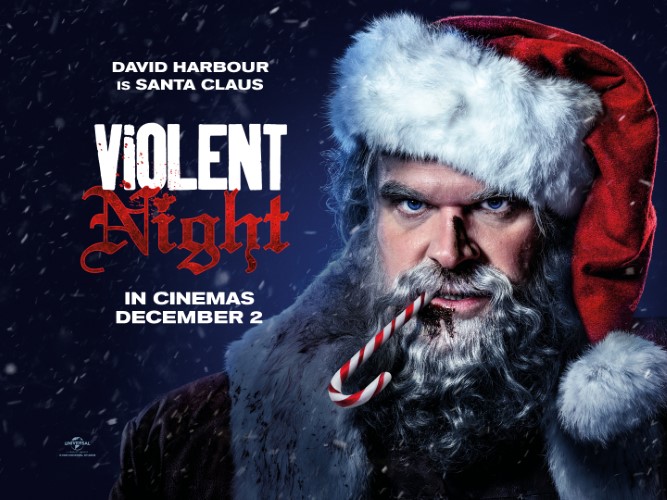 DAVID HARBOUR
IS SANTA CLAUS
ViOLENT
Night
IN CINEMAS
DECEMBER 2
UNIVERSAL